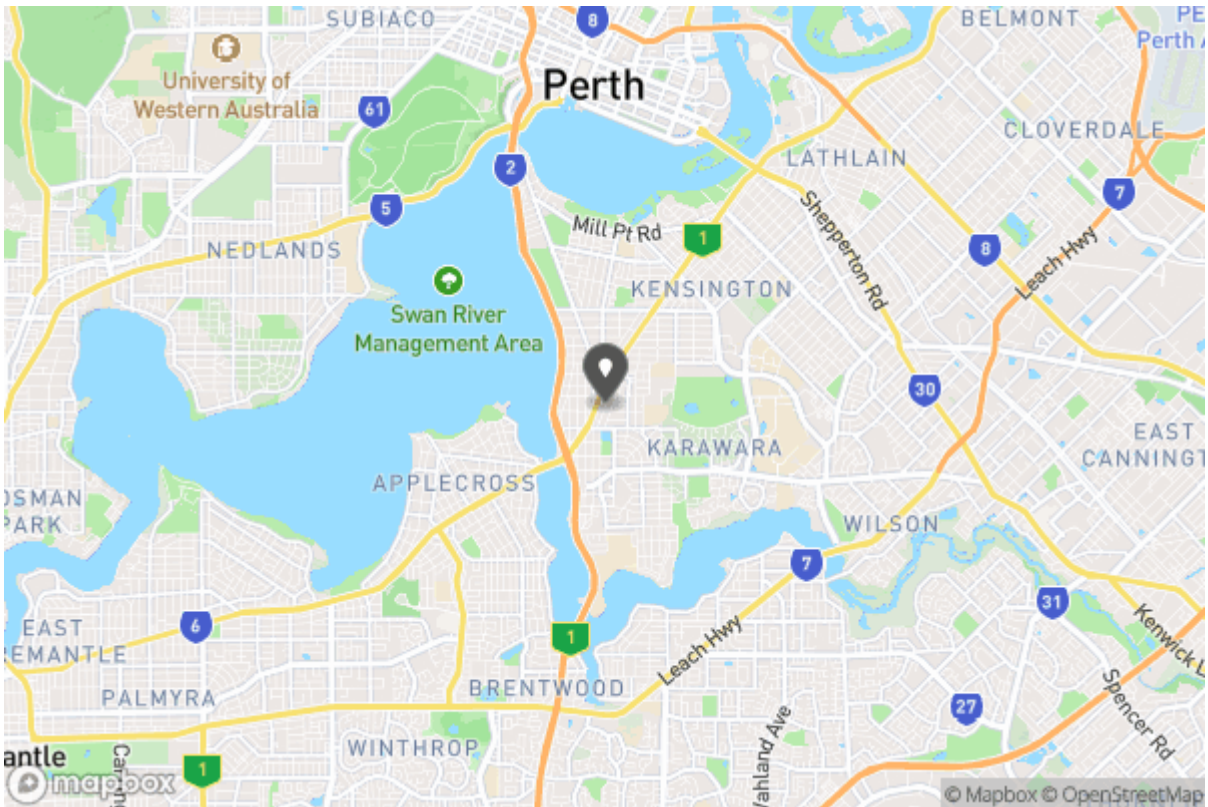 SUBIACO
8
BELMONT
PE
Perth A
University of
Western Australia
Perth
61
CLOVERDALE
LATHLAIN
2
7
5
Mill Pt Rd
1
Shepperton Rd
8
Leach Hwy
NEDLANDS
KENSINGTON
Swan River
Management Area
30
KARAWARA
EAST
CANNINGT
APPLECROSS
OSMAN
PARK
WILSON
7
31
6
EAST
REMANTLE
1
Leach Hwy
Kenwick L
BRENTWOOD
PALMYRA
Spencer Rd
27
WINTHROP
Vahland Ave
antle
1
Can
mapbox
© Mapbox © OpenStreetMap